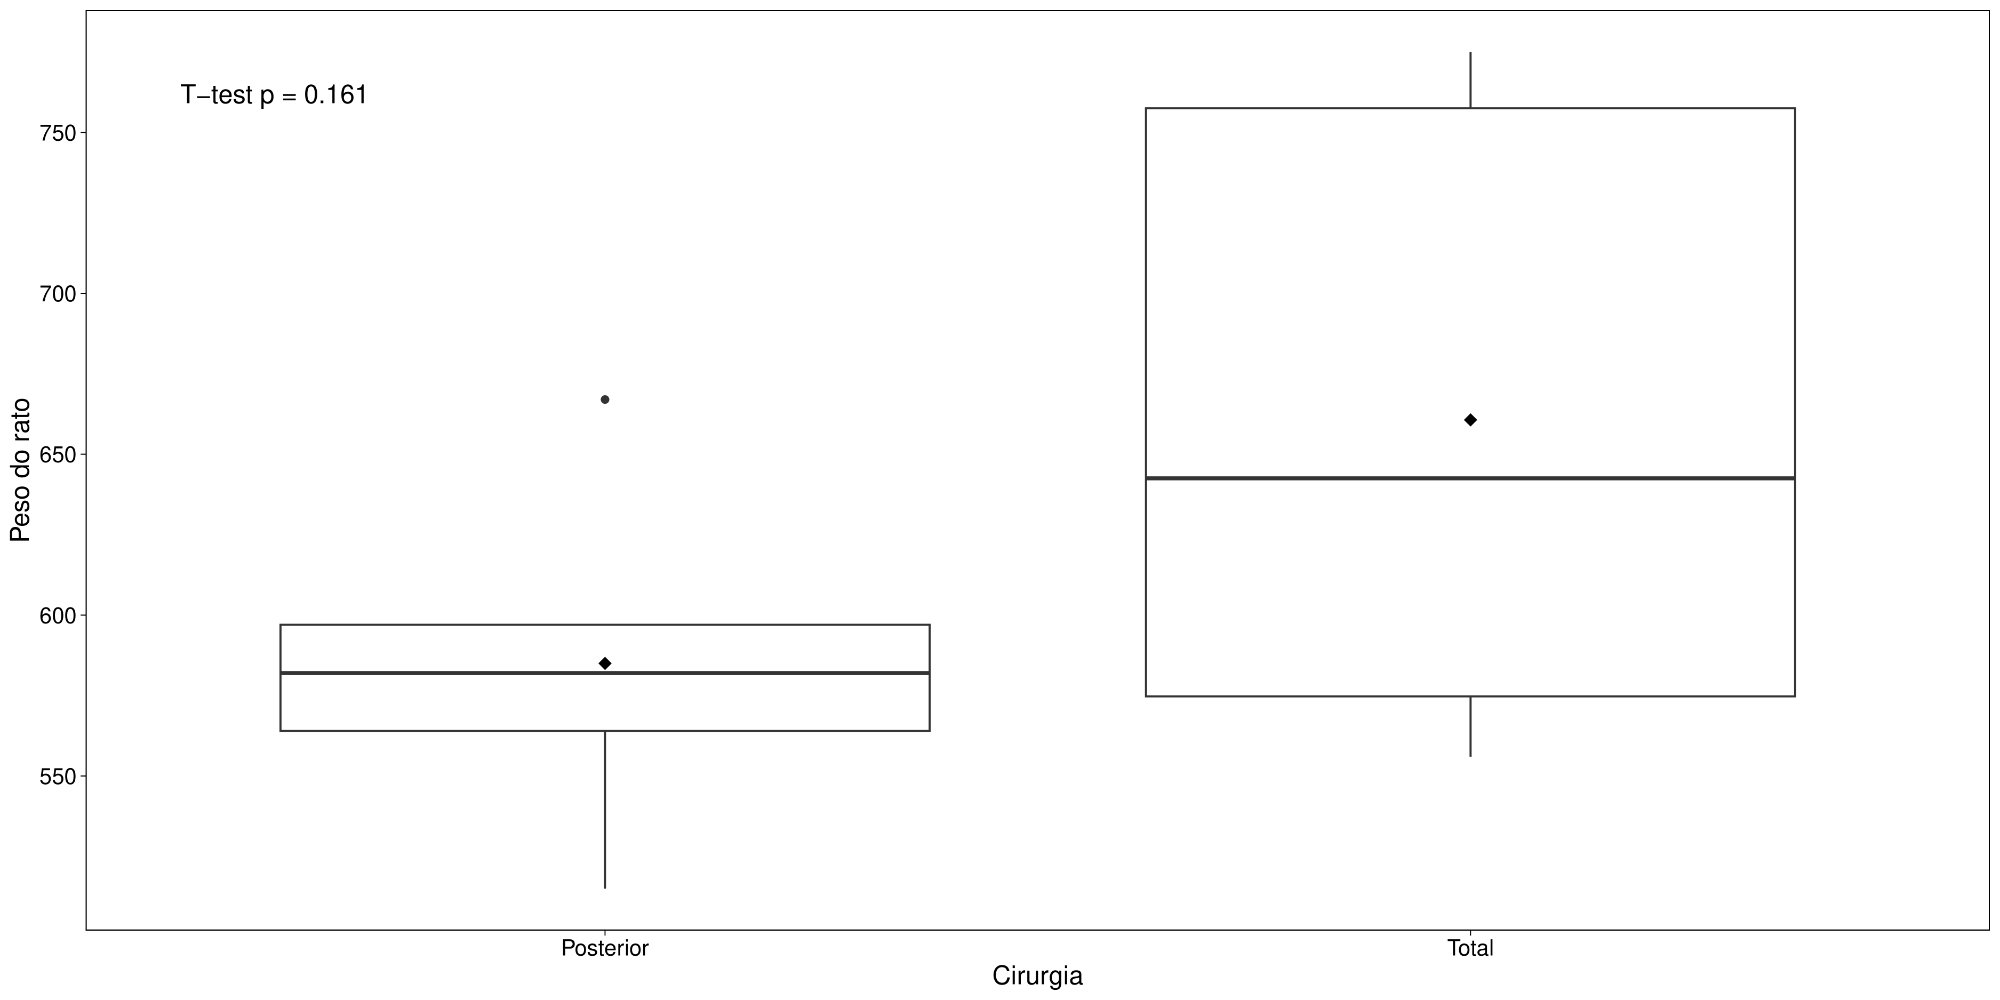 T−test p = 0.161
Peso do rato
750
700
650
600
550
Posterior
Total
Cirurgia